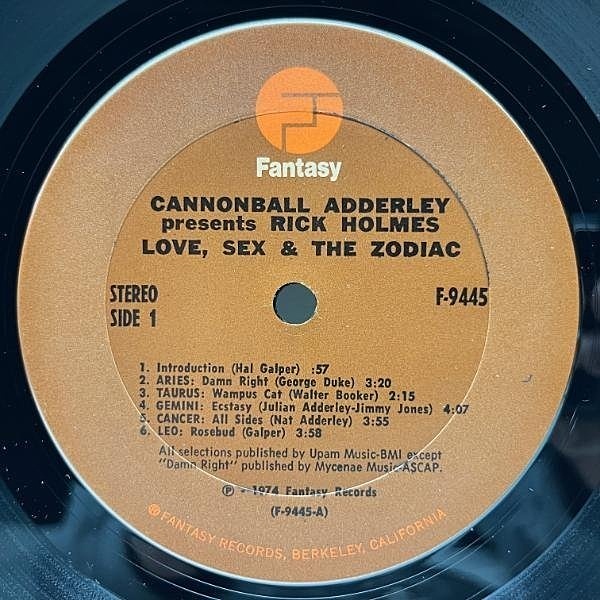 Fantasy
CANNONBALL ADDERLEY
presents RICK HOLMES
LOVE, SEX & THE ZODIAC
STEREO
SIDE 1
F-9445
1. Introduction (Hal Galper) :57
2. ARIES: Damn Right (George Duke) 3:20
3. TAURUS: Wampus Cat (Walter Booker) 2:15
4. GEMINI: Ecstasy (Julian Adderley-Jimmy Jones) 4:07
5. CANCER: All Sides (Nat Adderley) 3:55
6. LEO: Rosebud (Galper) 3:58
All selections published by Upam Music-BMI except
"Damn Right" published by Mycenae Music-ASCAP.
℗ - 1974 Fantasy Records
(F-9445-A)
®FANTASY RECORDS, BERKELEY, CALIFORNIA